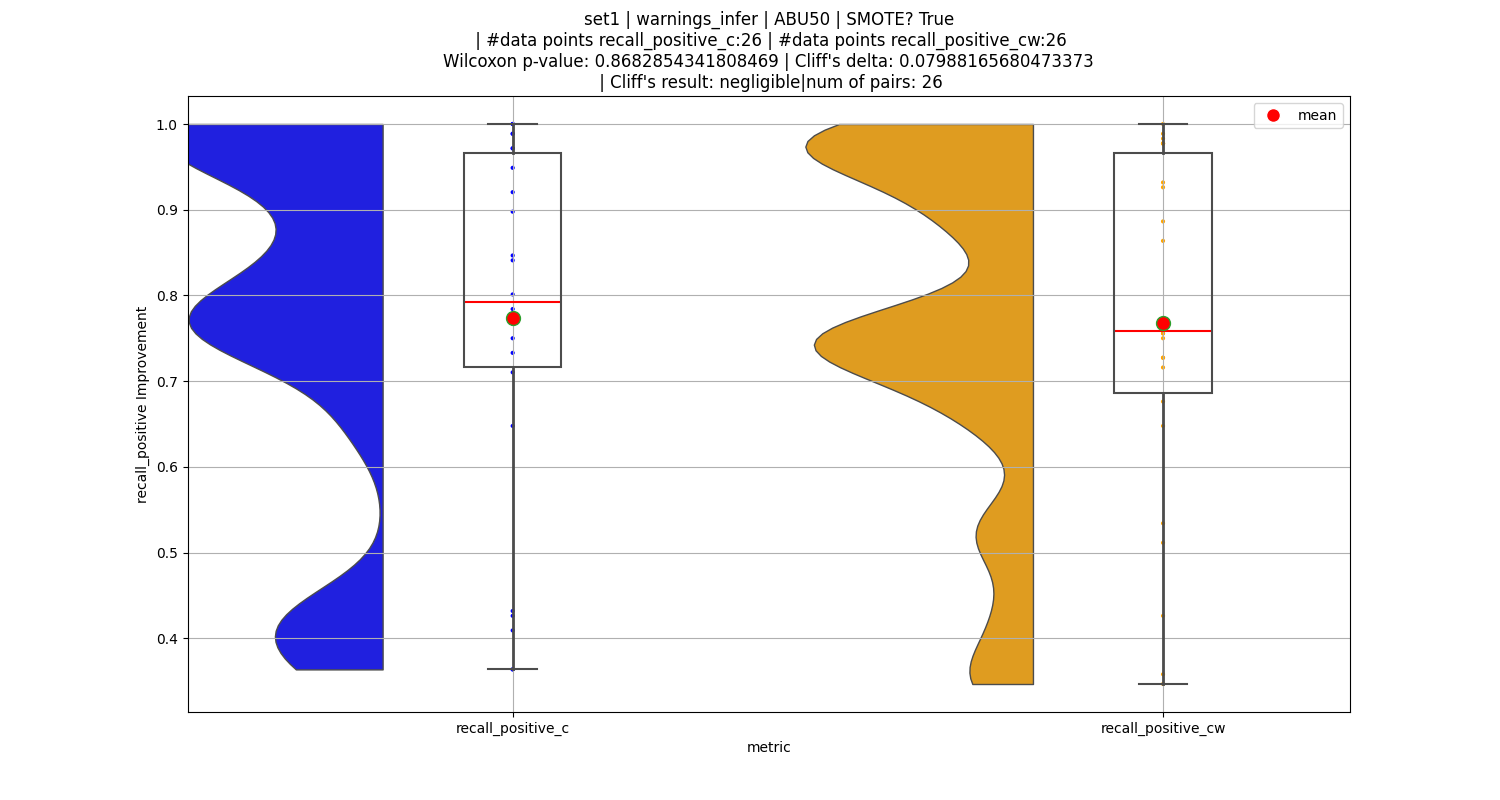 set1 | warnings_infer | ABU50 | SMOTE? True
| #data points recall_positive_c:26 | #data points recall_positive_cw:26
Wilcoxon p-value: 0.8682854341808469 | Cliff's delta: 0.07988165680473373
| Cliff's result: negligible|num of pairs: 26
mean
1.0
0.9
0.8
0.7
0.6
0.5
0.4
recall_positive Improvement
recall_positive_c
recall_positive_cw
metric